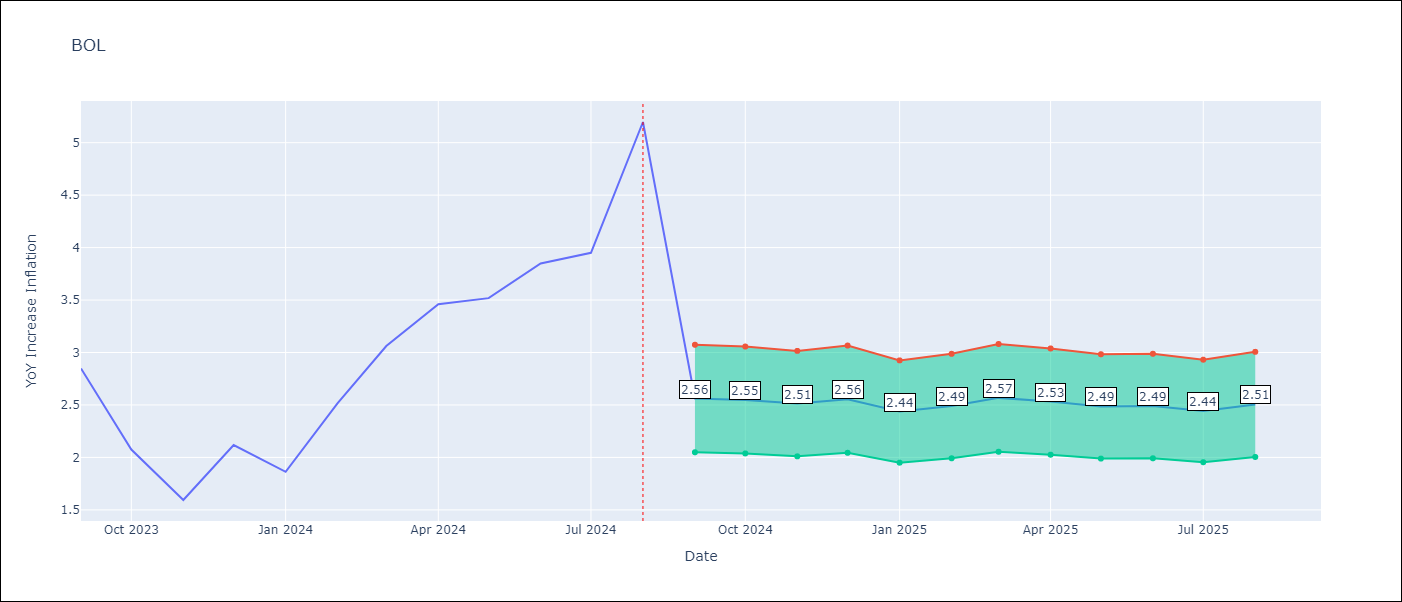 BOL
YoY Increase Inflation
5
4.5
4
3.5
3
2.5
2
1.5
2.56
2.55
2.51
2.56
2.44
2.49
2.57
2.53
2.49
2.49
2.44
2.51
Oct 2023
Jan 2024
Apr 2024
Jul 2024
Oct 2024
Jan 2025
Apr 2025
Jul 2025
Date